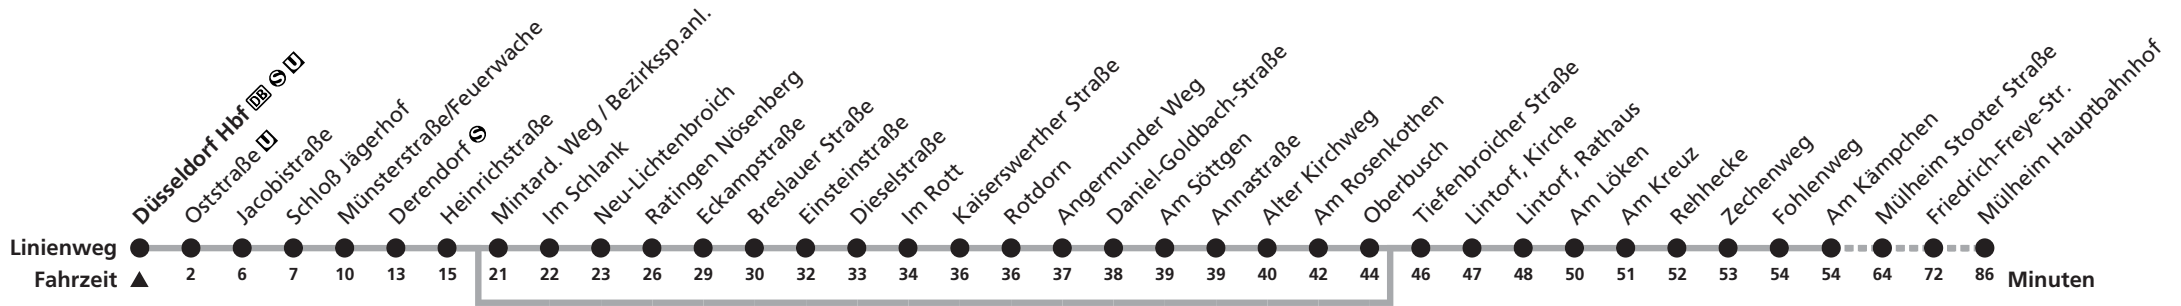 Düsseldorf Hbf DB S U
Oststraße U
Jacobistraße
Schloß Jägerhof
Münsterstraße/Feuerwache
Derendorf S
Heinrichstraße
Mintard. Weg / Bezirkssp.anl.
Im Schlank
Neu-Lichtenbroich
Ratingen Nösenberg
Eckampstraße
Breslauer Straße
Einsteinstraße
Dieselstraße
Im Rott
Kaiserswerther Straße
Rotdorn
Angermunder Weg
Daniel-Goldbach-Straße
Am Söttgen
Annastraße
Alter Kirchweg
Am Rosenkothen
Oberbusch
Tiefenbroicher Straße
Lintorf, Kirche
Lintorf, Rathaus
Am Löken
Am Kreuz
Rehhecke
Zechenweg
Fohlenweg
Am Kämpchen
Mülheim Stooter Straße
Friedrich-Freye-Str.
Mülheim Hauptbahnhof
Linienweg
Fahrzeit 2 6 7 10 13 15 21 22 23 26 29 30 32 33 34 36 36 37 38 39 39 40 42 44 46 47 48 50 51 52 53 54 54 64 72 86 Minuten